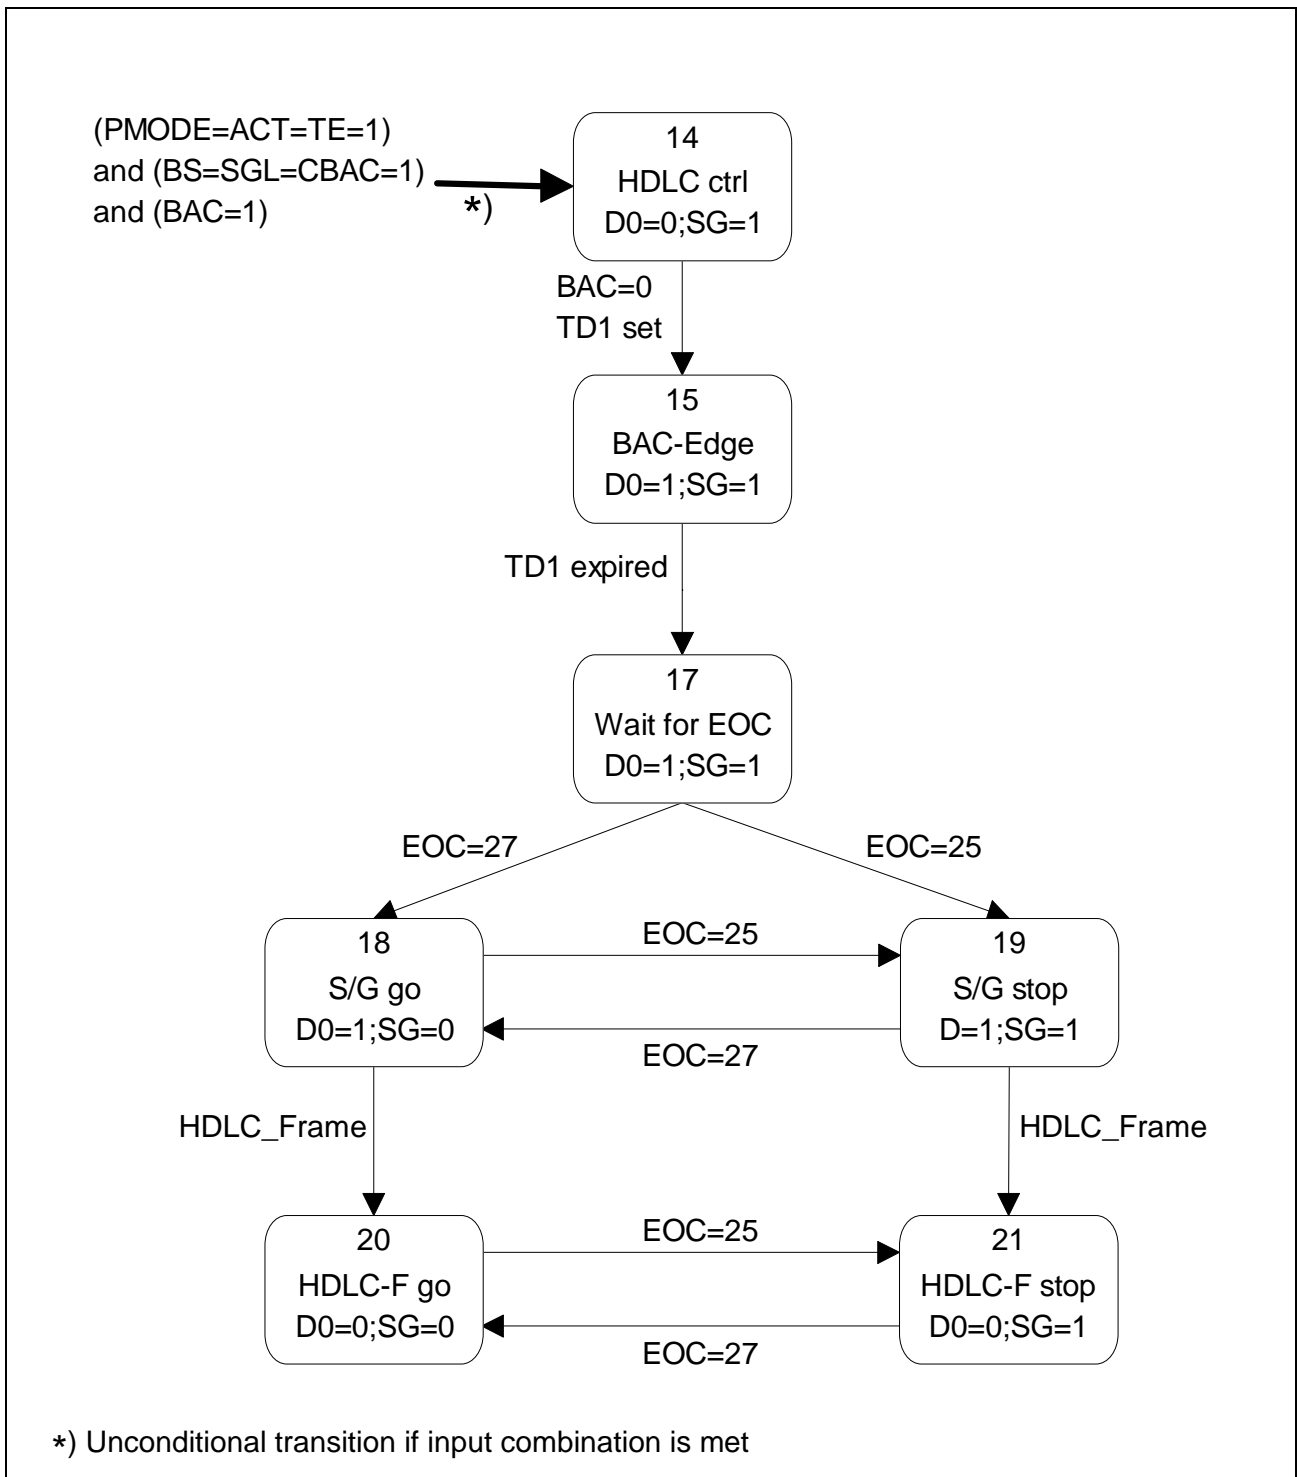 (PMODE=ACT=TE=1)
and (BS=SGL=CBAC=1)
and (BAC=1)
*)
14
HDLC ctrl
D0=0;SG=1
BAC=0
TD1 set
15
BAC-Edge
D0=1;SG=1
TD1 expired
17
Wait for EOC
D0=1;SG=1
EOC=27
EOC=25
18
S/G go
D0=1;SG=0
EOC=25
EOC=27
19
S/G stop
D=1;SG=1
HDLC_Frame
HDLC_Frame
20
HDLC-F go
D0=0;SG=0
EOC=25
EOC=27
21
HDLC-F stop
D0=0;SG=1
*) Unconditional transition if input combination is met